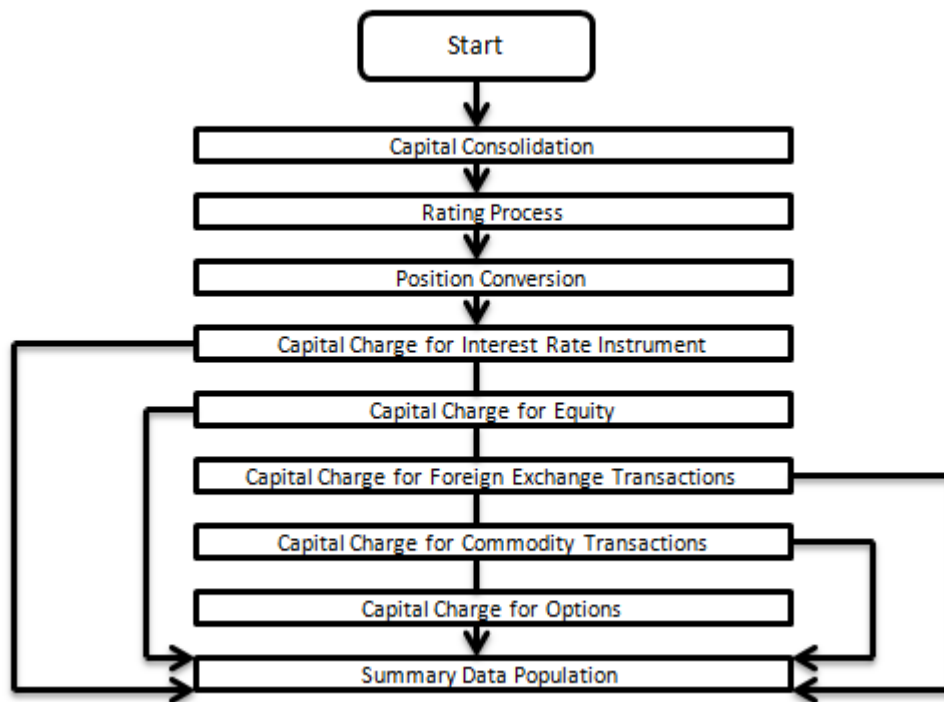 Start
Capital Consolidation
Rating Process
Position Conversion
Capital Charge for Interest Rate Instrument
Capital Charge for Equity
Capital Charge for Foreign Exchange Transactions
Capital Charge for Commodity Transactions
Capital Charge for Options
Summary Data Population